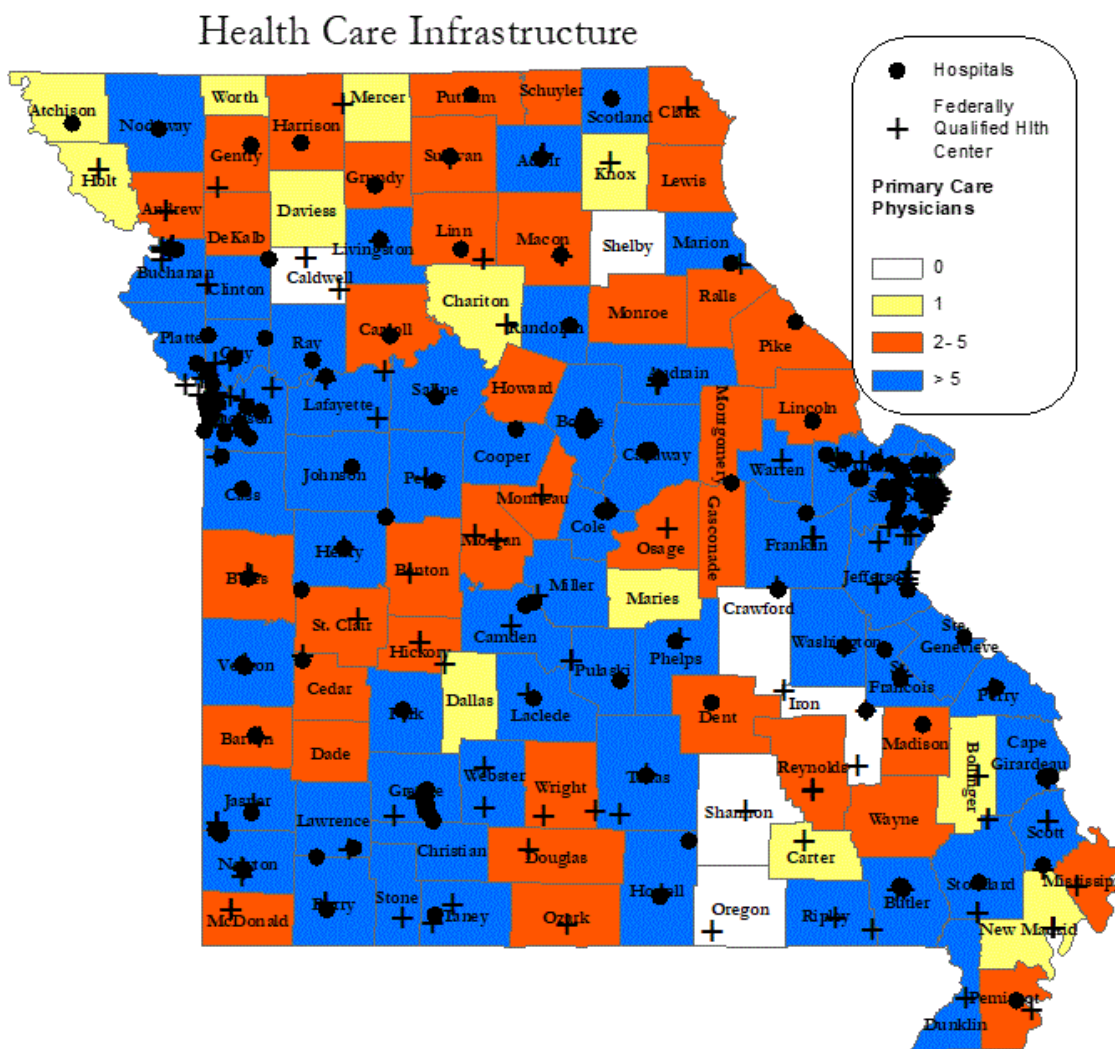 Health Care Infrastructure
Hospitals
Federally
Qualified Hlth
Center
Primary Care
Physicians
0
1
2- 5
> 5
Atchison
Nodaway
Worth
Harrison
Mercer
Putnam
Schuyler
Scotland
Clark
Holt
Gentry
Sullivan
Adair
Knox
Lewis
Andrew
Grundy
Daviess
DeKalb
Linn
Macon
Shelby
Marion
Buchanan
Clinton
Caldwell
Livingston
Chariton
Randolph
Monroe
Ralls
Platte
Clay
Ray
Carroll
Pike
Lafayette
Saline
Howard
Boone
Audrain
Montgomery
Lincoln
Cass
Johnson
Pettis
Cooper
Moniteau
Callaway
Warren
Cole
Osage
Gasconade
Franklin
Jefferson
Bates
Henry
Benton
Morgan
Miller
Maries
Crawford
St. Clair
Hickory
Camden
Phelps
Washington
Ste.
Genevieve
Vernon
Cedar
Dallas
Laclede
Pulaski
Dent
Iron
St.
Francois
Perry
Barton
Dade
Polk
Webster
Wright
Texas
Reynolds
Madison
Bollinger
Cape
Girardeau
Jasper
Lawrence
Greene
Christian
Douglas
Shannon
Carter
Wayne
Scott
Newton
McDonald
Barry
Stone
Taney
Ozark
Howell
Oregon
Ripley
Butler
Stoddard
Mississippi
New Madrid
Pemiscot
Dunklin